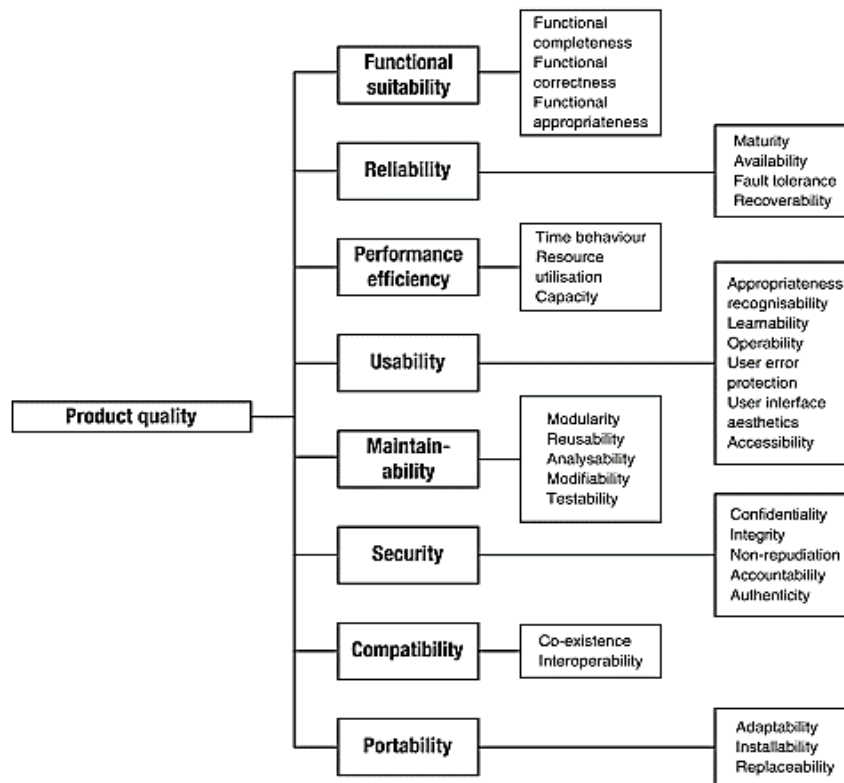 Product quality
Functional
suitability
Functional
completeness
Functional
correctness
Functional
appropriateness
Reliability
Maturity
Availability
Fault tolerance
Recoverability
Performance
efficiency
Time behaviour
Resource
utilisation
Capacity
Usability
Appropriateness
recognisability
Learnability
Operability
User error
protection
User interface
aesthetics
Accessibility
Maintain-
ability
Modularity
Reusability
Analysability
Modifiability
Testability
Security
Confidentiality
Integrity
Non-repudiation
Accountability
Authenticity
Compatibility
Co-existence
Interoperability
Portability
Adaptability
Installability
Replaceability